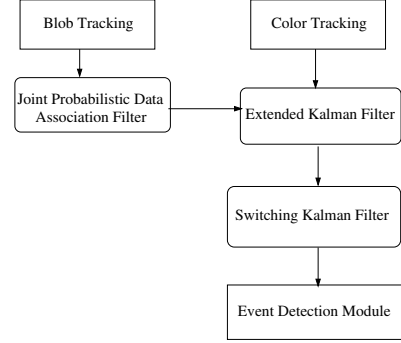 Blob Tracking
Color Tracking
Joint Probabilistic Data
Association Filter
Extended Kalman Filter
Switching Kalman Filter
Event Detection Module